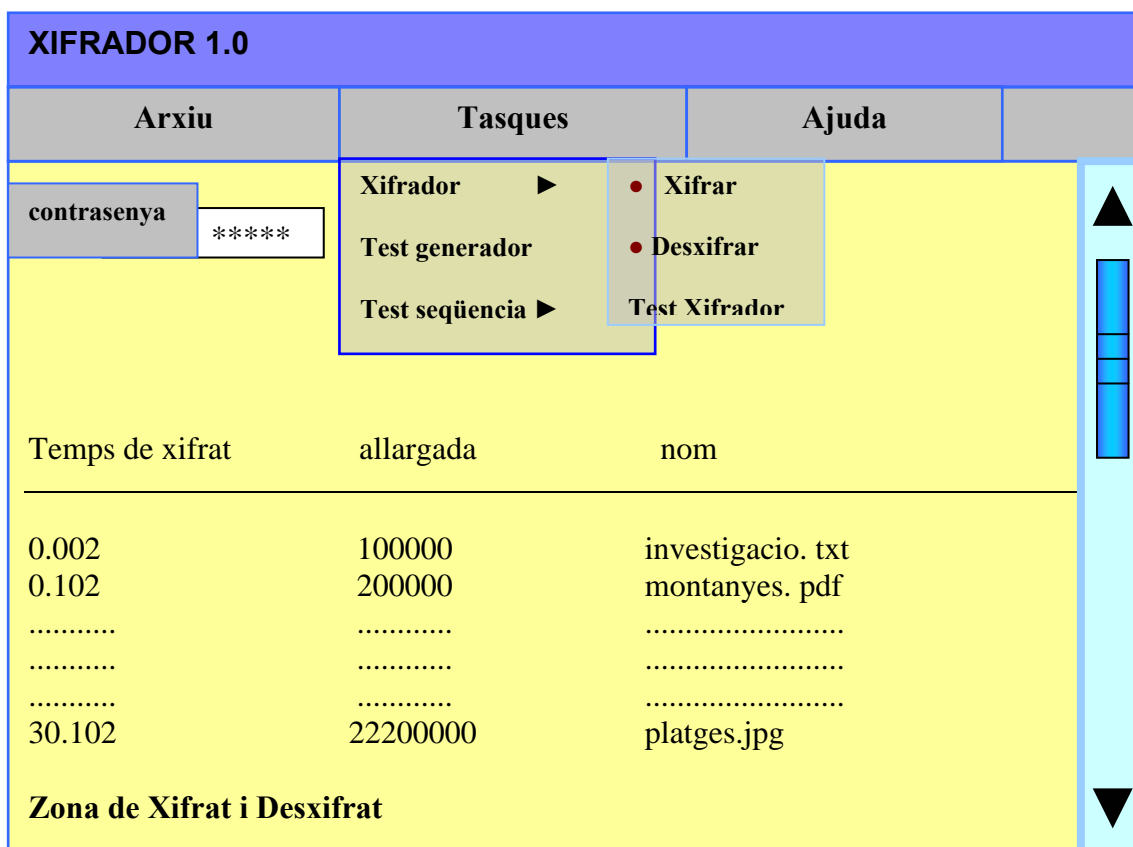 XIFRADOR 1.0
Arxiu Tasques Ajuda
Xifrador ► ● Xifrar
contrasenya *****
Test generador ● Desxifrar
Test seqüencia ► Test Xifrador
Temps de xifrat allargada nom
0.002 100000 investigacio. txt
0.102 200000 montanyes. pdf
........... ............ .........................
........... ............ .........................
........... ............ .........................
30.102 22200000 platges.jpg
Zona de Xifrat i Desxifrat